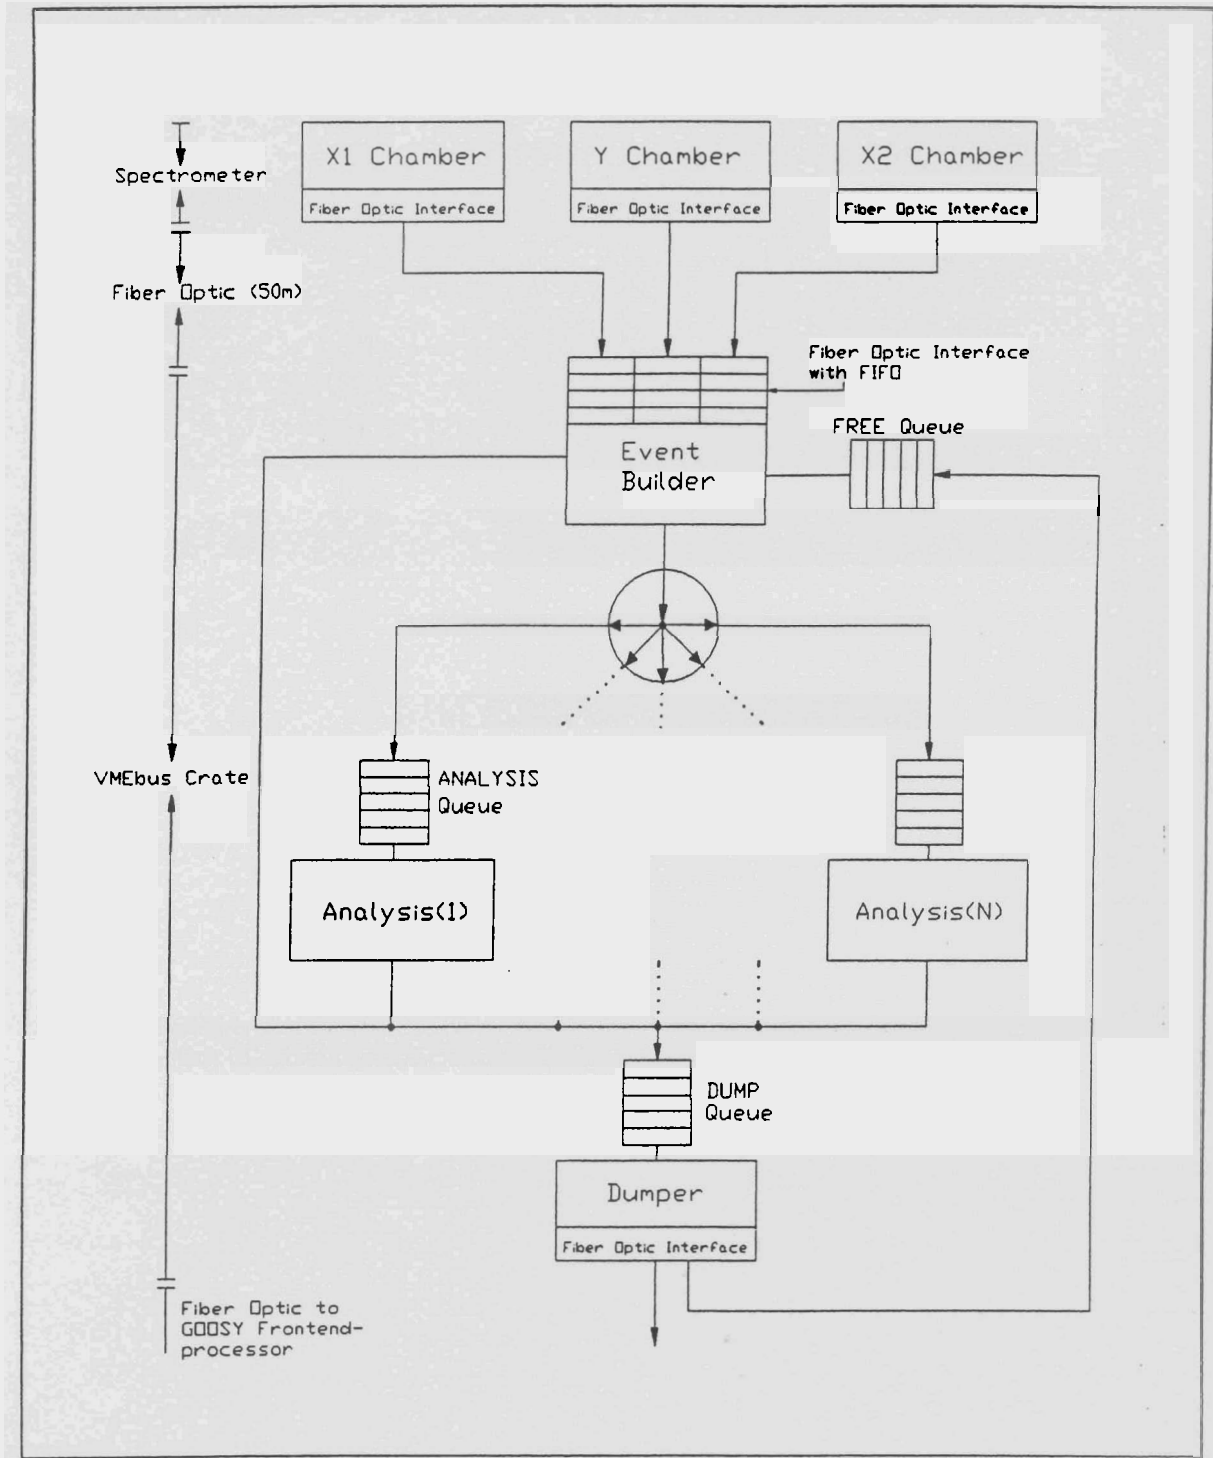 X1 Chamber
Y Chamber
X2 Chamber
Spectrometer
Fiber Optic Interface
Fiber Optic Interface
Fiber Optic Interface
Fiber Optic (50m)
Fiber Optic Interface
with FIFO
FREE Queue
Event
Builder
VMEbus Crate
ANALYSIS
Queue
Analysis(1)
Analysis(N)
DUMP
Queue
Dumper
Fiber Optic Interface
Fiber Optic to
GOOSY Frontend-
processor